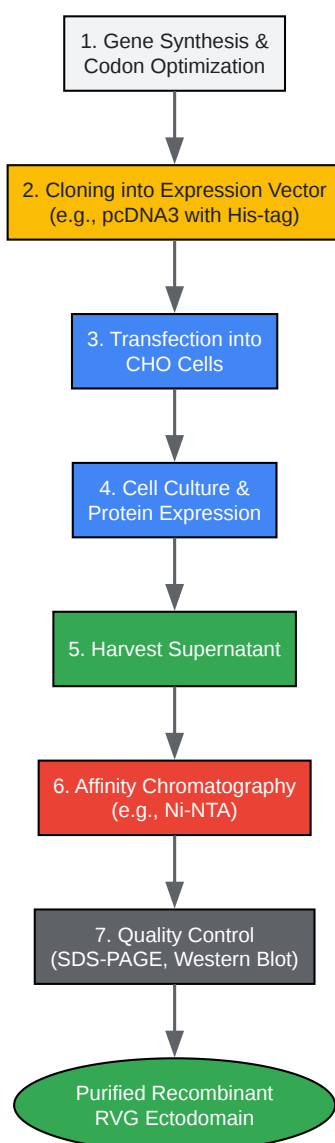 1. Gene Synthesis &
Codon Optimization
2. Cloning into Expression Vector
(e.g., pcDNA3 with His-tag)
3. Transfection into
CHO Cells
4. Cell Culture &
Protein Expression
5. Harvest Supernatant
6. Affinity Chromatography
(e.g., Ni-NTA)
7. Quality Control
(SDS-PAGE, Western Blot)
Purified Recombinant
RVG Ectodomain